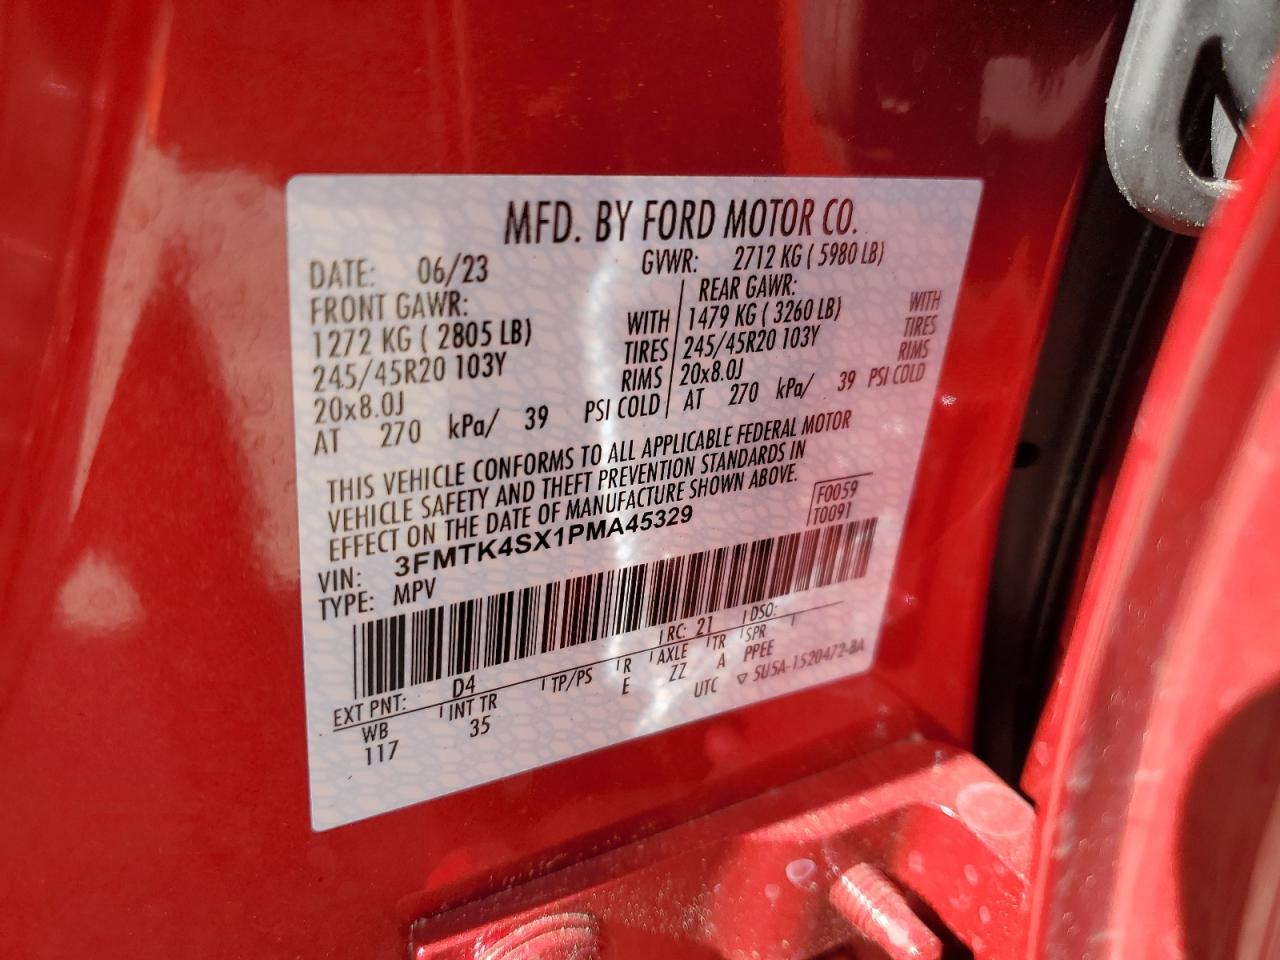 MFD. BY FORD MOTOR CO.
DATE: 06/23 GVWR: 2712 KG ( 5980 LB)
FRONT GAWR: REAR GAWR:
1272 KG ( 2805 LB) WITH 1479 KG ( 3260 LB) WITH
245/45R20 103Y TIRES 245/45R20 103Y TIRES
20x8.0J RIMS 20x8.0J RIMS
AT 270 kPa/ 39 PSI COLD AT 270 kPa/ 39 PSI COLD
THIS VEHICLE CONFORMS TO ALL APPLICABLE FEDERAL MOTOR
VEHICLE SAFETY AND THEFT PREVENTION STANDARDS IN
EFFECT ON THE DATE OF MANUFACTURE SHOWN ABOVE.
F0059
T0091
VIN: 3FMTK4SX1PMA45329
TYPE: MPV
EXT PNT: D4 RC: 21 DSO:
WB INT TR TP/PS R AXLE TR SPR
117 35 E ZZ A PPEE
UTC ▽ 5U5A-1520472-BA